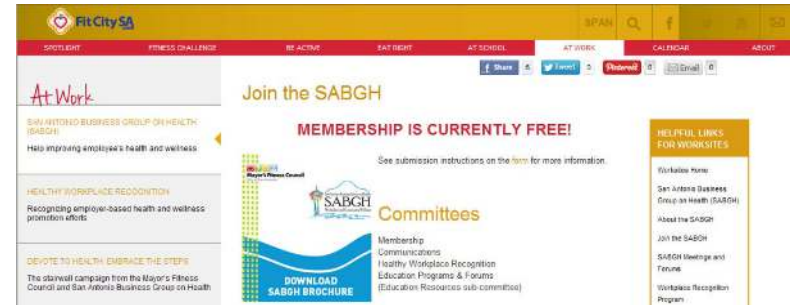 Fit City SA
SPAN
SPOTLIGHT
FITNESS CHALLENGE
BE ACTIVE
EAT RIGHT
AT SCHOOL
AT WORK
CALENDAR
ABOUT
Share 6
Tweet 5
Pinterest 0
Email 0
At Work
SAN ANTONIO BUSINESS GROUP ON HEALTH
(SABGH)
Help improving employee's health and wellness
HEALTHY WORKPLACE RECOGNITION
Recognizing employer-based health and wellness
promotion efforts
DEVOTE TO HEALTH, EMBRACE THE STEPS
The stairwell campaign from the Mayor's Fitness
Council and San Antonio Business Group on Health
Join the SABGH
MEMBERSHIP IS CURRENTLY FREE!
See submission instructions on the form for more information.
Mayor's Fitness Council
SABGH
DOWNLOAD
SABGH BROCHURE
Committees
Membership
Communications
Healthy Workplace Recognition
Education Programs & Forums
(Education Resources sub-committee)
HELPFUL LINKS
FOR WORKSITES
Worksites Home
San Antonio Business
Group on Health (SABGH)
About the SABGH
Join the SABGH
SABGH Meetings and
Forums
Workplace Recognition
Program